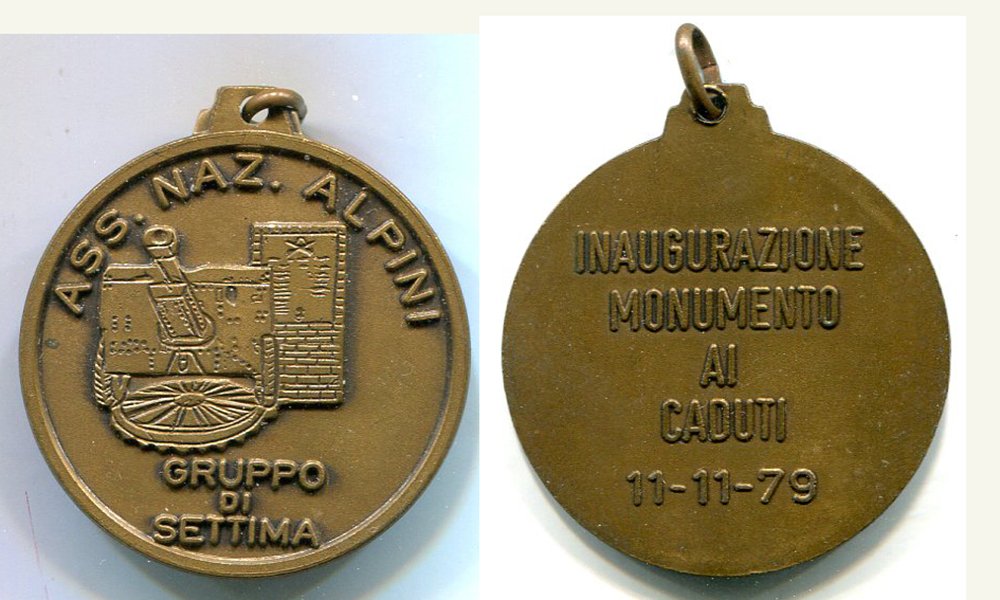 ASS. NAZ. ALPINI
GRUPPO
DI
SETTIMA
INAUGURAZIONE
MONUMENTO
AI
CADUTI
11-11-79